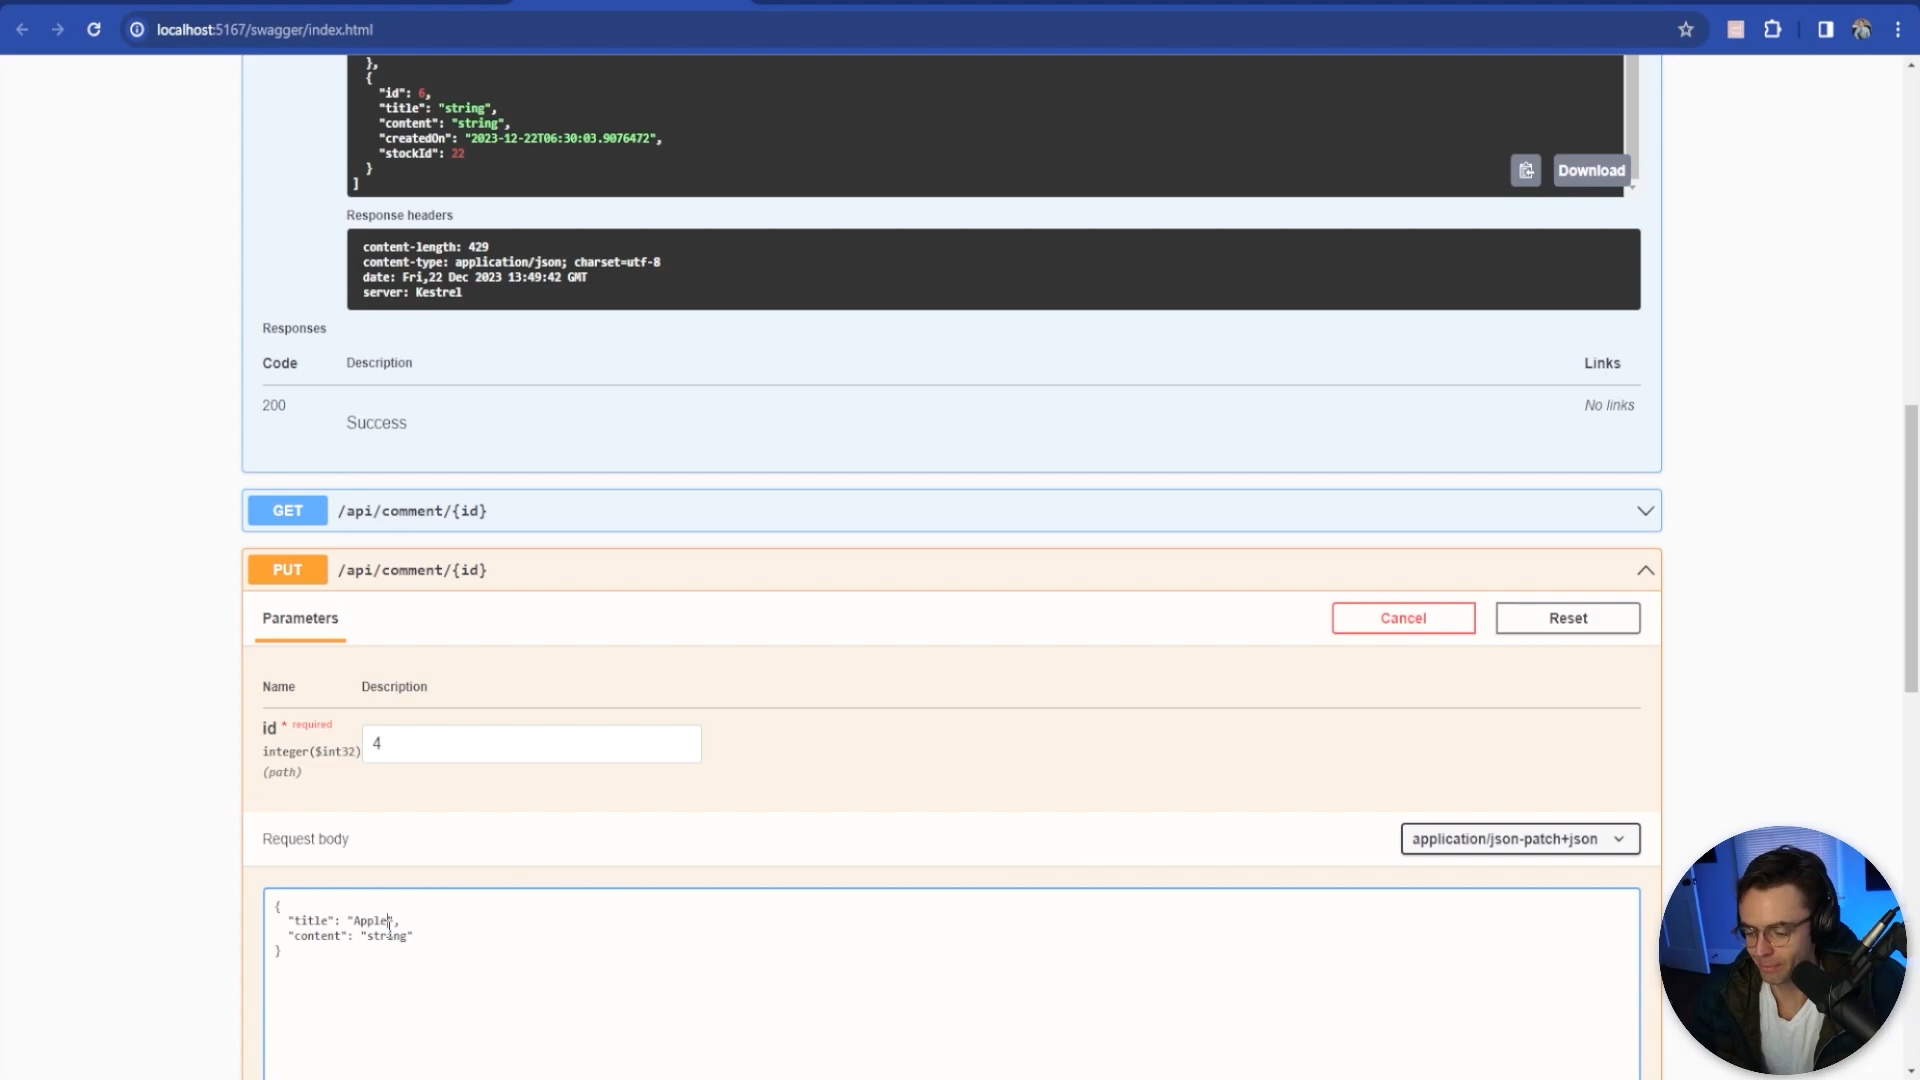 localhost:5167/swagger/index.html
},
{
"id": 6,
"title": "string",
"content": "string",
"createdOn": "2023-12-22T06:30:03.9076472",
"stockId": 22
}
]
Download
Response headers
content-length: 429
content-type: application/json; charset=utf-8
date: Fri,22 Dec 2023 13:49:42 GMT
server: Kestrel
Responses
Code Description Links
200 Success No links
GET /api/comment/{id}
PUT /api/comment/{id}
Parameters Cancel Reset
Name Description
id * required
integer($int32)
(path)
4
Request body application/json-patch+json
{
"title": "Apple",
"content": "string"
}